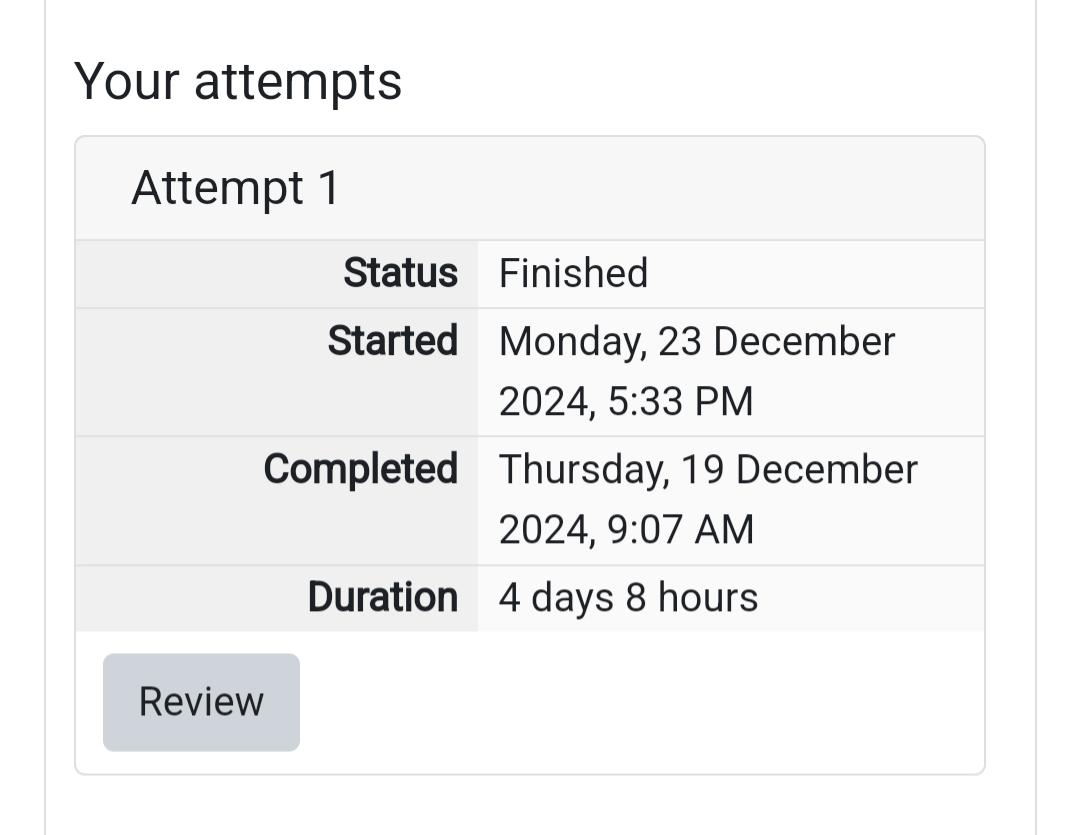 Your attempts
Attempt 1
Status Finished
Started Monday, 23 December
2024, 5:33 PM
Completed Thursday, 19 December
2024, 9:07 AM
Duration 4 days 8 hours
Review